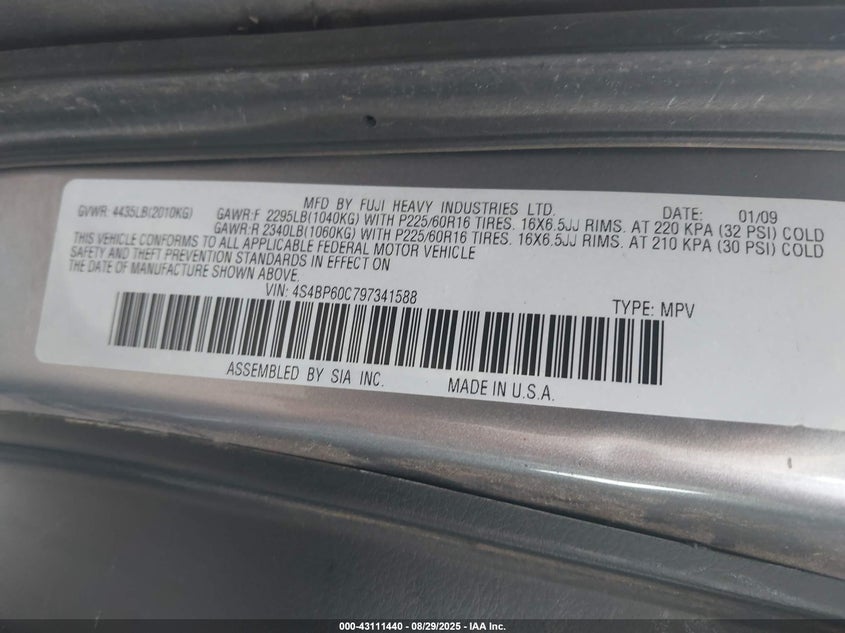 MFD BY FUJI HEAVY INDUSTRIES LTD. DATE: 01/09
GVWR: 4435LB(2010KG) GAWR:F 2295LB(1040KG) WITH P225/60R16 TIRES. 16X6.5JJ RIMS. AT 220 KPA (32 PSI) COLD
GAWR:R 2340LB(1060KG) WITH P225/60R16 TIRES. 16X6.5JJ RIMS. AT 210 KPA (30 PSI) COLD
THIS VEHICLE CONFORMS TO ALL APPLICABLE FEDERAL MOTOR VEHICLE
SAFETY AND THEFT PREVENTION STANDARDS IN EFFECT ON
THE DATE OF MANUFACTURE SHOWN ABOVE.
VIN: 4S4BP60C797341588 TYPE: MPV
ASSEMBLED BY SIA INC. MADE IN U.S.A.
000-43111440 - 08/29/2025 - IAA Inc.